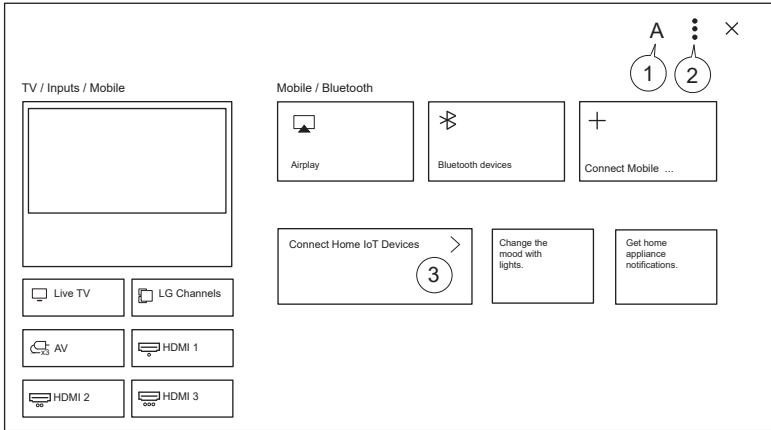 A
1
2
TV / Inputs / Mobile
Mobile / Bluetooth
Airplay
Bluetooth devices
Connect Mobile ...
Connect Home IoT Devices
3
Change the
mood with
lights.
Get home
appliance
notifications.
Live TV
LG Channels
X3
AV
HDMI 1
HDMI 2
HDMI 3